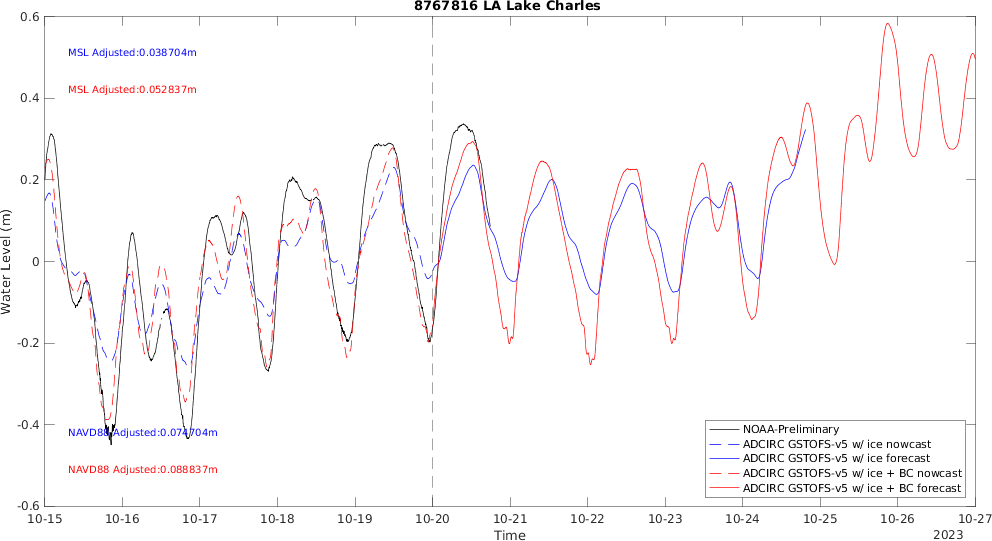 8767816 LA Lake Charles
MSL Adjusted:0.038704m
MSL Adjusted:0.052837m
NAVD88 Adjusted:0.074704m
NAVD88 Adjusted:0.088837m
Water Level (m)
0.6
0.4
0.2
0
-0.2
-0.4
-0.6
NOAA-Preliminary
ADCIRC GSTOFS-v5 w/ ice nowcast
ADCIRC GSTOFS-v5 w/ ice forecast
ADCIRC GSTOFS-v5 w/ ice + BC nowcast
ADCIRC GSTOFS-v5 w/ ice + BC forecast
10-15 10-16 10-17 10-18 10-19 10-20 10-21 10-22 10-23 10-24 10-25 10-26 10-27
Time
2023